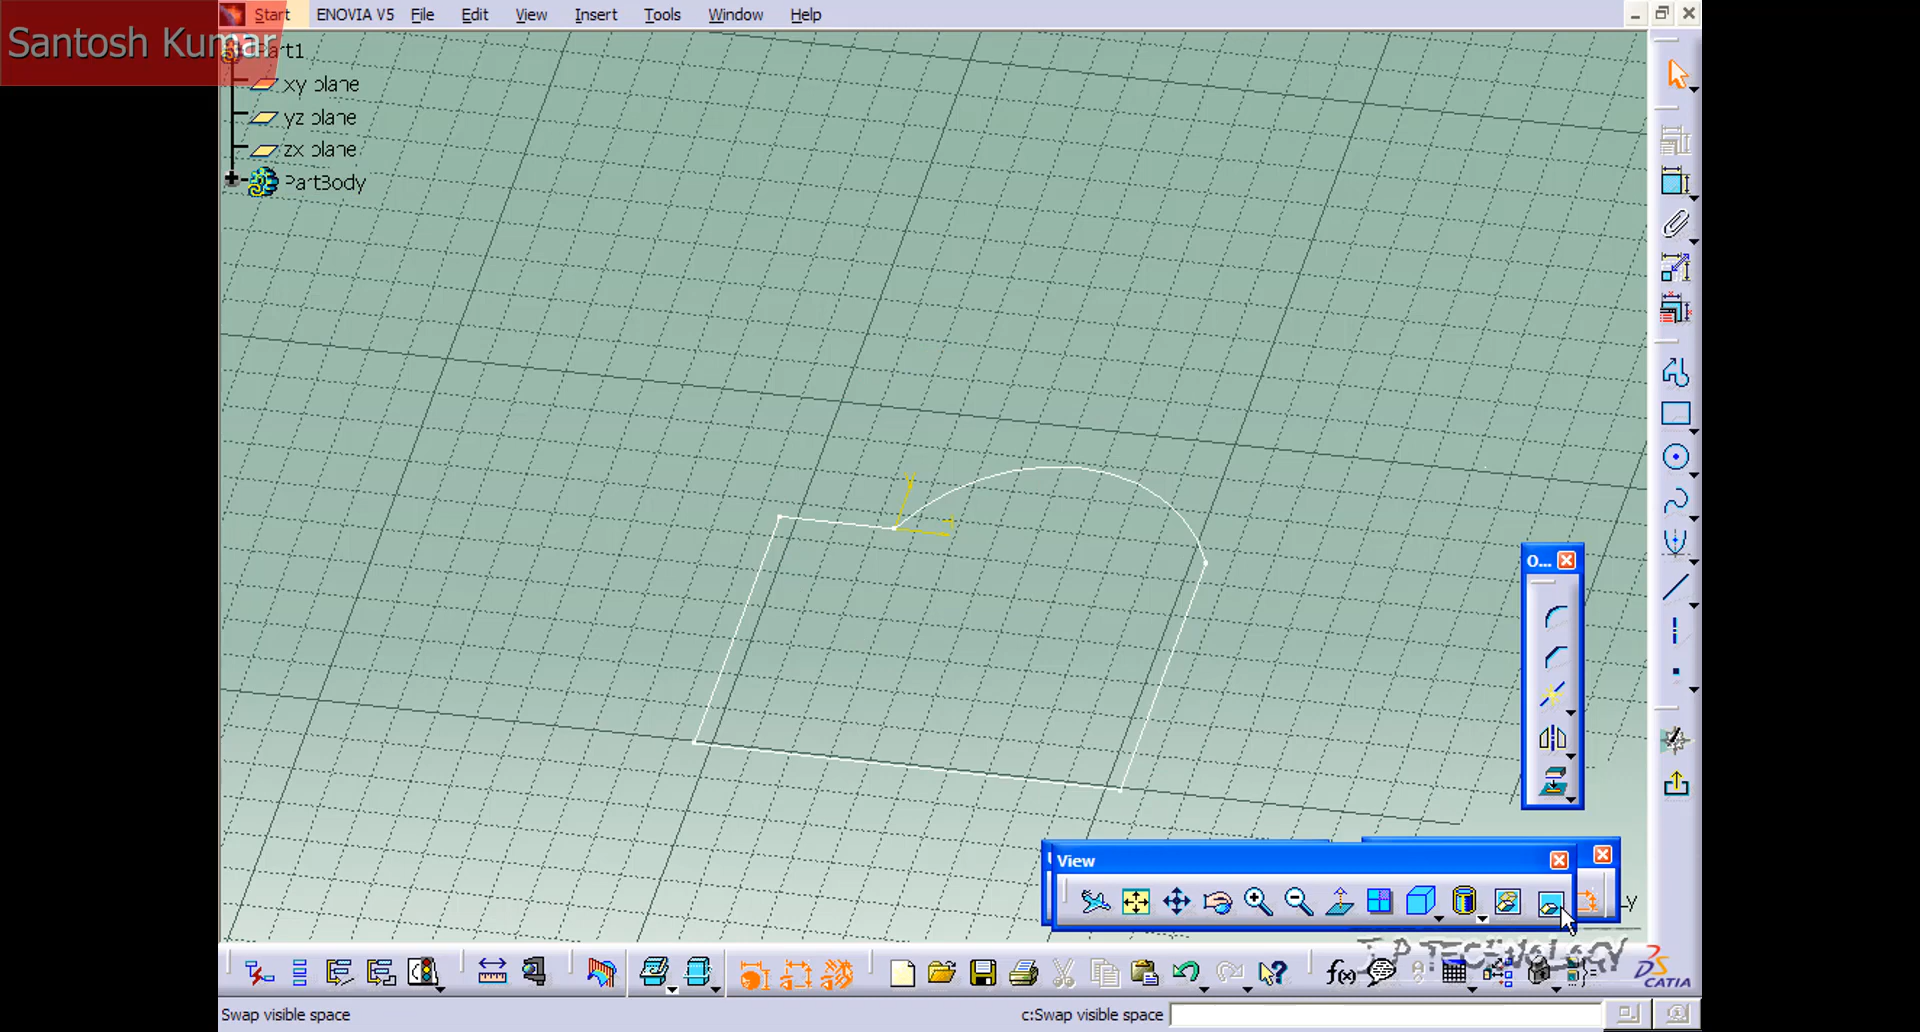 Start ENOVIA V5 File Edit View Insert Tools Window Help
Santosh Kumar
Part1
xy plane
yz plane
zx plane
PartBody
y
O...
View
y
f(x)
CATIA
Swap visible space
c:Swap visible space